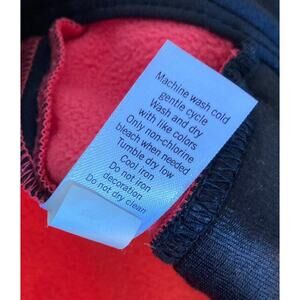 Machine wash cold
gentle cycle
Wash and dry
with like colors
Only non-chlorine
bleach when needed
Tumble dry low
Cool iron
Do not iron
decoration
Do not dry clean